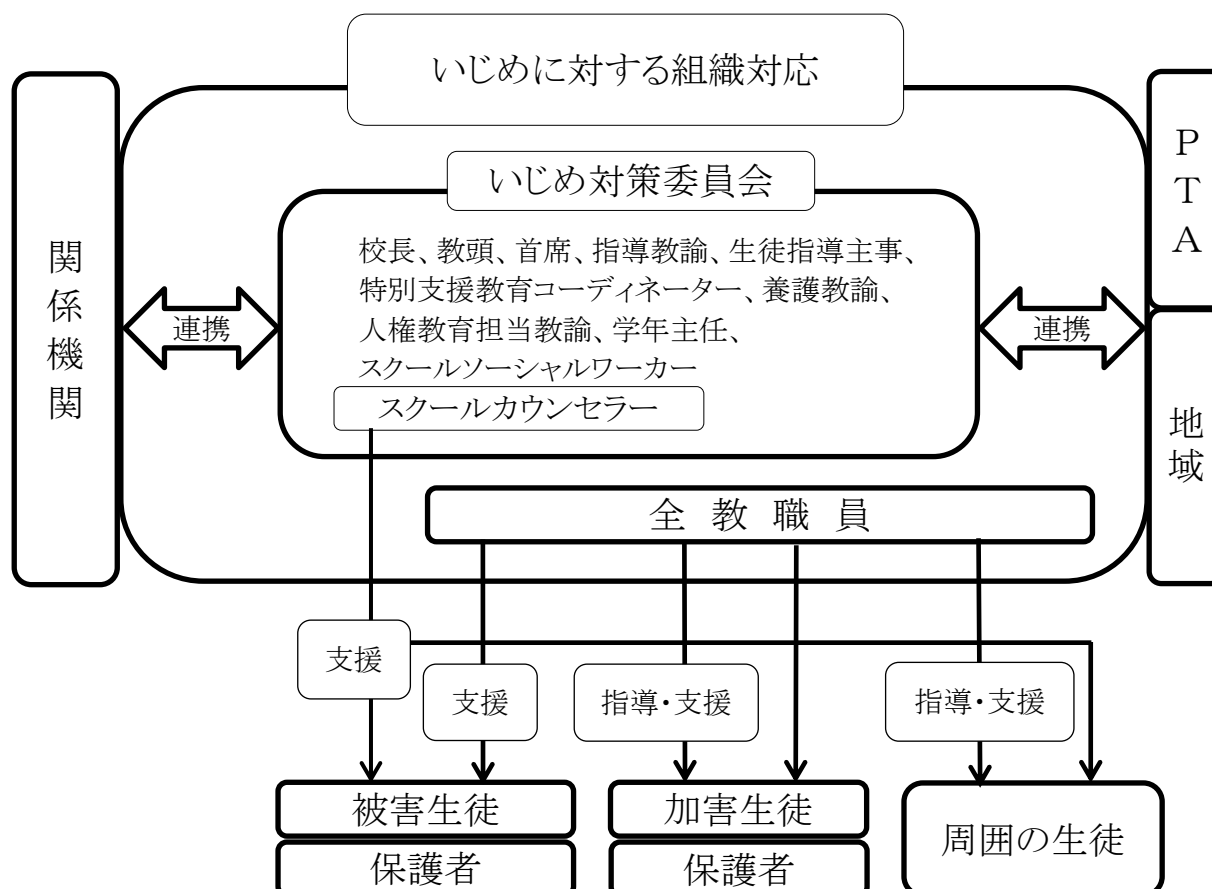 いじめに対する組織対応
いじめ対策委員会
校長、教頭、首席、指導教諭、生徒指導主事、
特別支援教育コーディネーター、養護教諭、
人権教育担当教諭、学年主任、
スクールソーシャルワーカー
スクールカウンセラー
関係機関
連携
連携
PTA
地域
全教職員
支援
支援
指導・支援
指導・支援
被害生徒
保護者
加害生徒
保護者
周囲の生徒